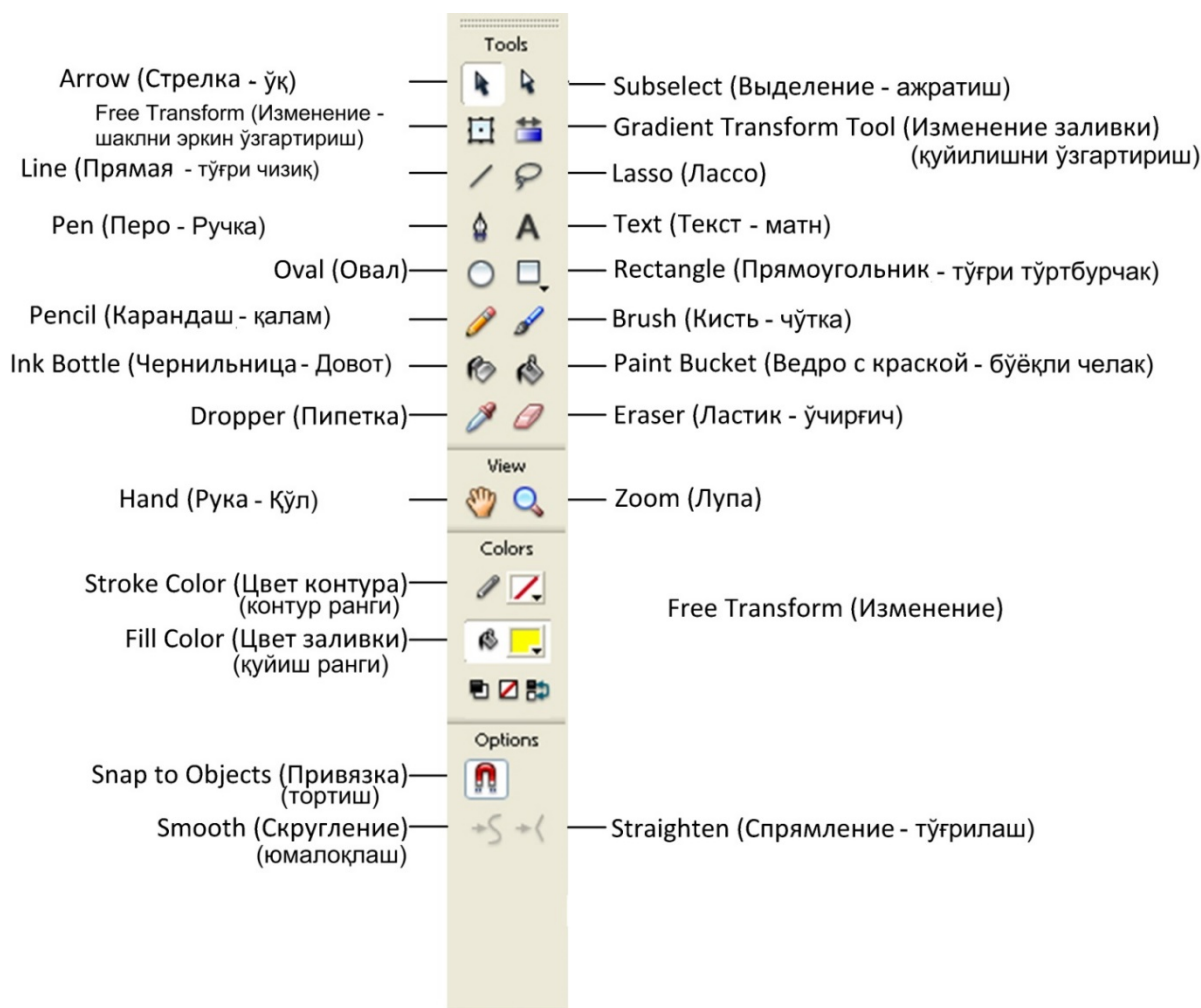 Tools
Arrow (Стрелка - ўқ)
Subselect (Выделение - ажратиш)
Free Transform (Изменение -
шаклни эркин ўзгартириш)
Gradient Transform Tool (Изменение заливки)
(қуйилишни ўзгартириш)
Line (Прямая - тўғри чизиқ)
Lasso (Лассо)
Pen (Перо - Ручка)
Text (Текст - матн)
Oval (Овал)
Rectangle (Прямоугольник - тўғри тўртбурчак)
Pencil (Карандаш - қалам)
Brush (Кисть - чўтка)
Ink Bottle (Чернильница - Довот)
Paint Bucket (Ведро с краской - бўёқли челак)
Dropper (Пипетка)
Eraser (Ластик - ўчирғич)
View
Hand (Рука - Қўл)
Zoom (Лупа)
Colors
Stroke Color (Цвет контура)
(контур ранги)
Free Transform (Изменение)
Fill Color (Цвет заливки)
(қуйиш ранги)
Options
Snap to Objects (Привязка)
(тортиш)
Smooth (Скругление)
(юмалоқлаш)
Straighten (Спрямление - тўғрилаш)